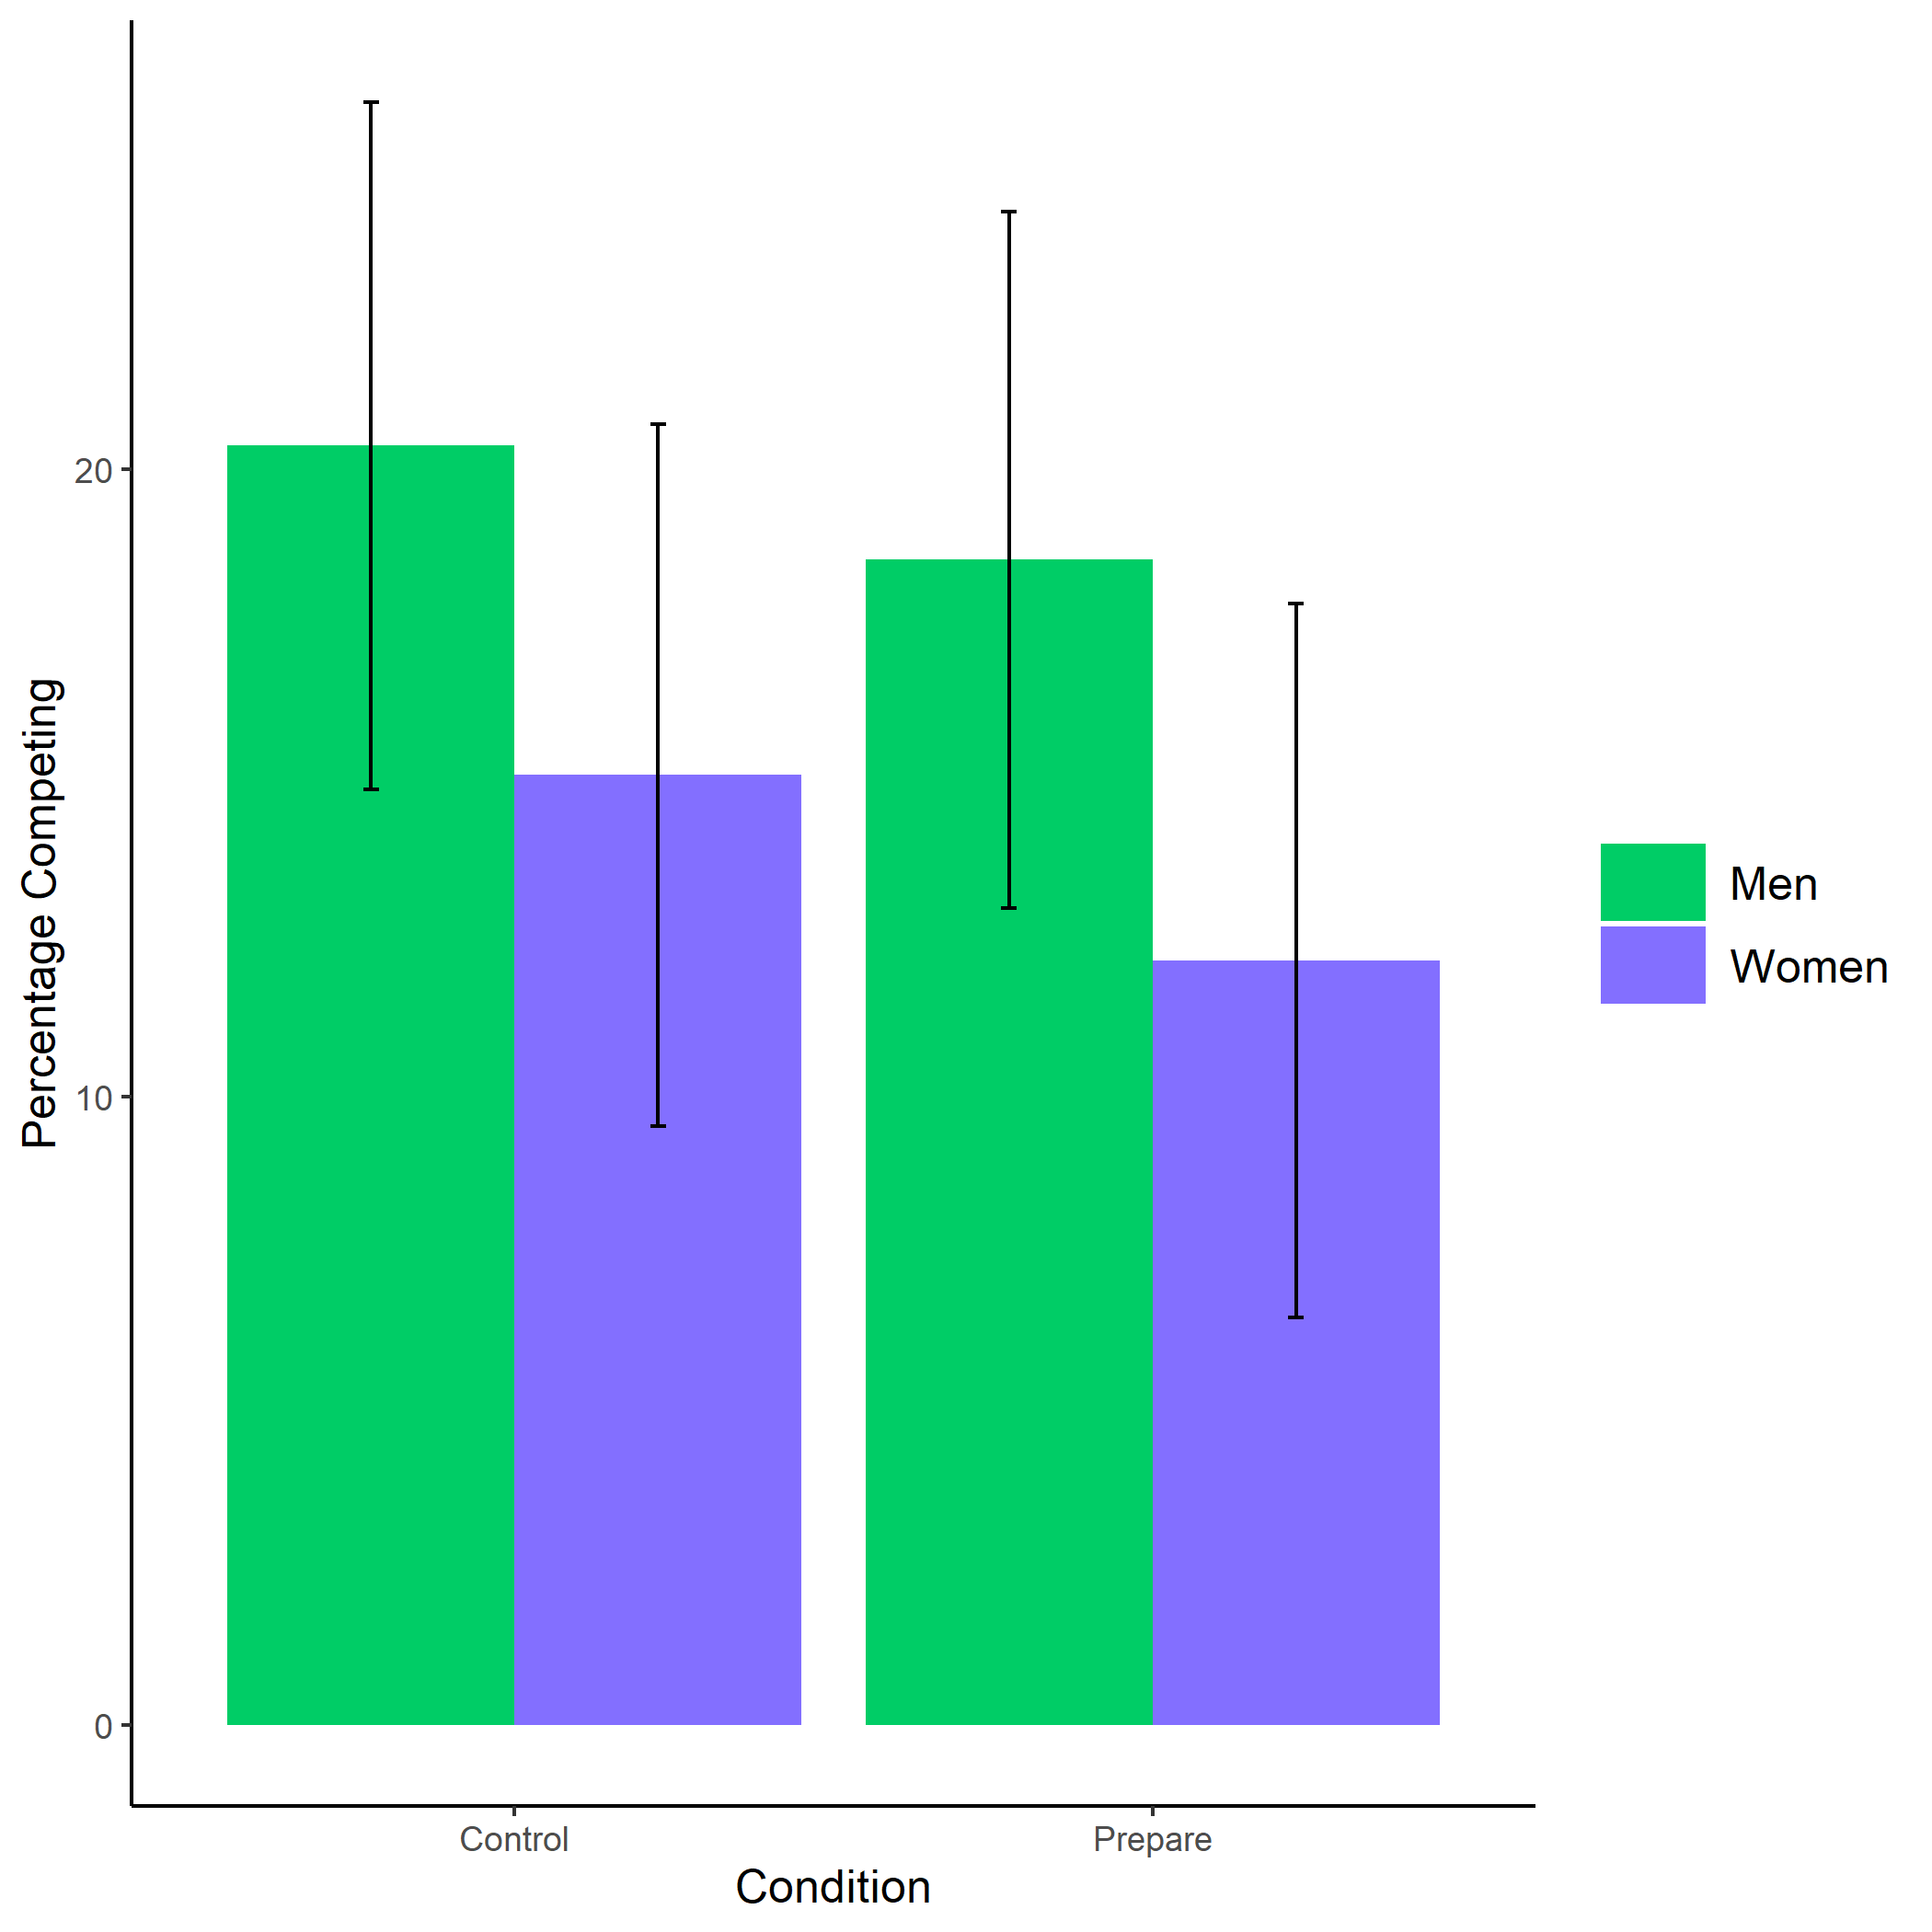 Percentage Competing
20
10
0
Control
Prepare
Condition
Men
Women